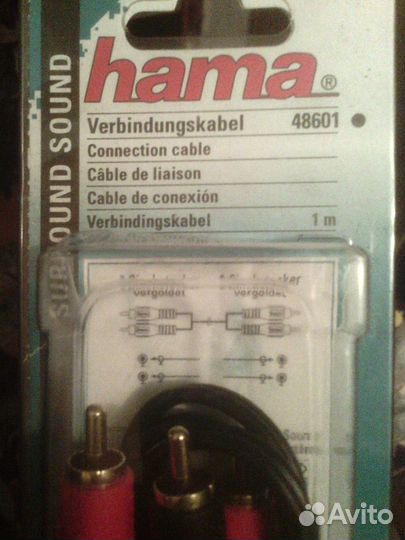 SURROUND SOUND
hama®
Verbindungskabel 48601
Connection cable
Câble de liaison
Cable de conexión
Verbindingskabel 1 m
vergoldet vergoldet
Avito